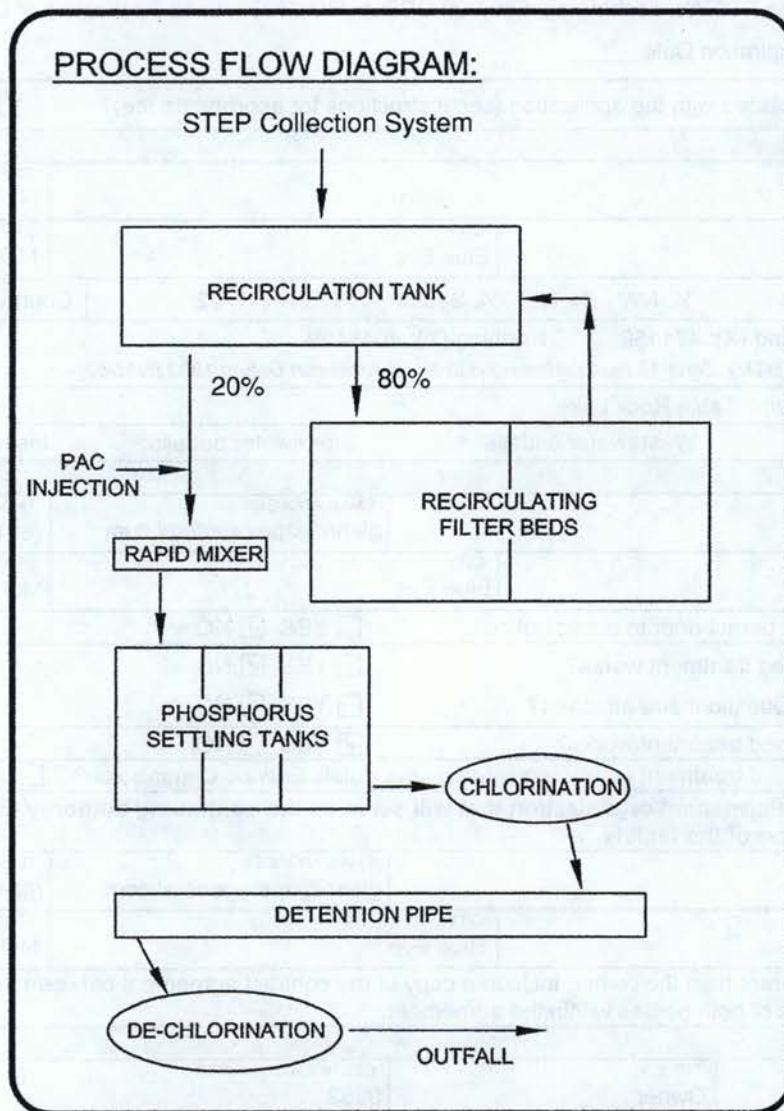 PROCESS FLOW DIAGRAM:
STEP Collection System
RECIRCULATION TANK
20%
80%
PAC
INJECTION
RECIRCULATING
FILTER BEDS
RAPID MIXER
PHOSPHORUS
SETTLING TANKS
CHLORINATION
DETENTION PIPE
DE-CHLORINATION
OUTFALL